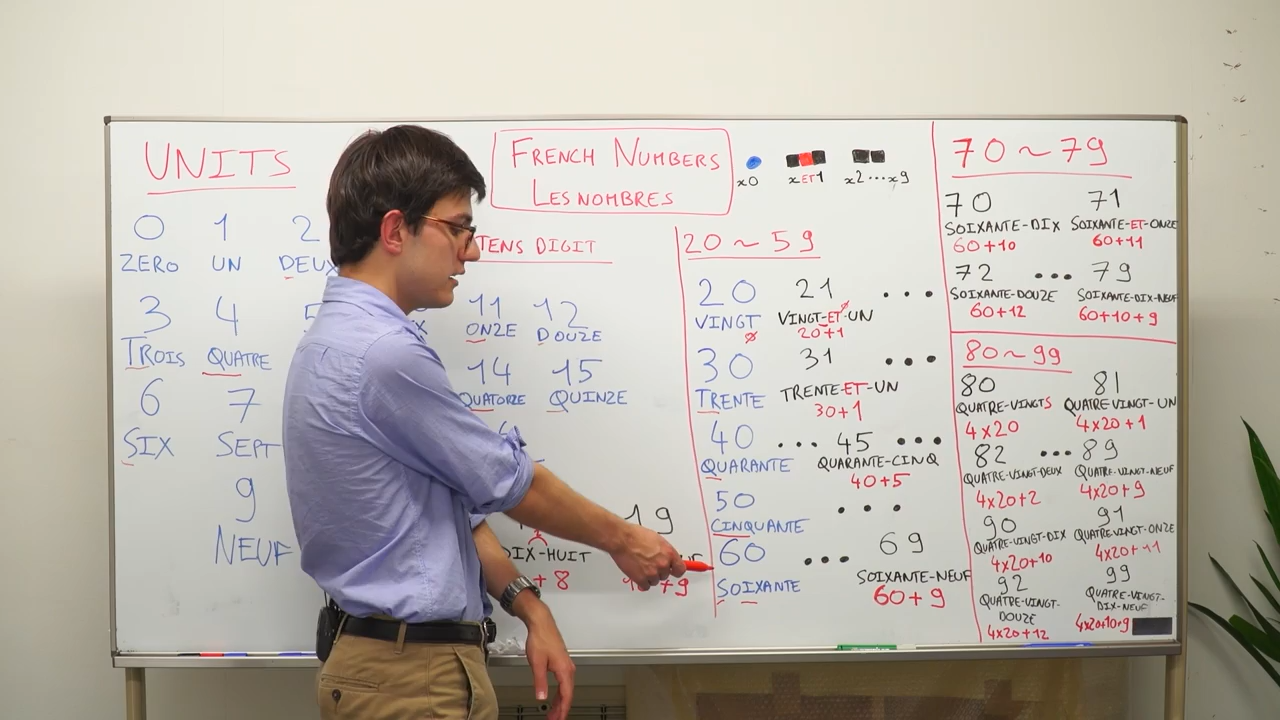 UNITS
0 1 2
ZERO UN DEUX
3 4 5
TROIS QUATRE
6 7
SIX SEPT
9
NEUF
FRENCH NUMBERS
LES NOMBRES
x0 xET1 x2...x9
TENS DIGIT
11 12
ONZE DOUZE
14 15
QUATORZE QUINZE
19
DIX-HUIT
+8 +9
20~59
20 21 ...
VINGT VINGT-ET-UN
20+1
30 31 ...
TRENTE TRENTE-ET-UN
30+1
40 ... 45 ...
QUARANTE QUARANTE-CINQ
40+5
50 ...
CINQUANTE
60 ... 69
SOIXANTE SOIXANTE-NEUF
60+9
70~79
70 71
SOIXANTE-DIX SOIXANTE-ET-ONZE
60+10 60+11
72 ... 79
SOIXANTE-DOUZE SOIXANTE-DIX-NEUF
60+12 60+10+9
80~99
80 81
QUATRE-VINGTS QUATRE-VINGT-UN
4x20 4x20+1
82 ... 89
QUATRE-VINGT-DEUX QUATRE-VINGT-NEUF
4x20+2 4x20+9
90 91
QUATRE-VINGT-DIX QUATRE-VINGT-ONZE
4x20+10 4x20+11
92 99
QUATRE-VINGT- QUATRE-VINGT-
DOUZE DIX-NEUF
4x20+12 4x20+10+9